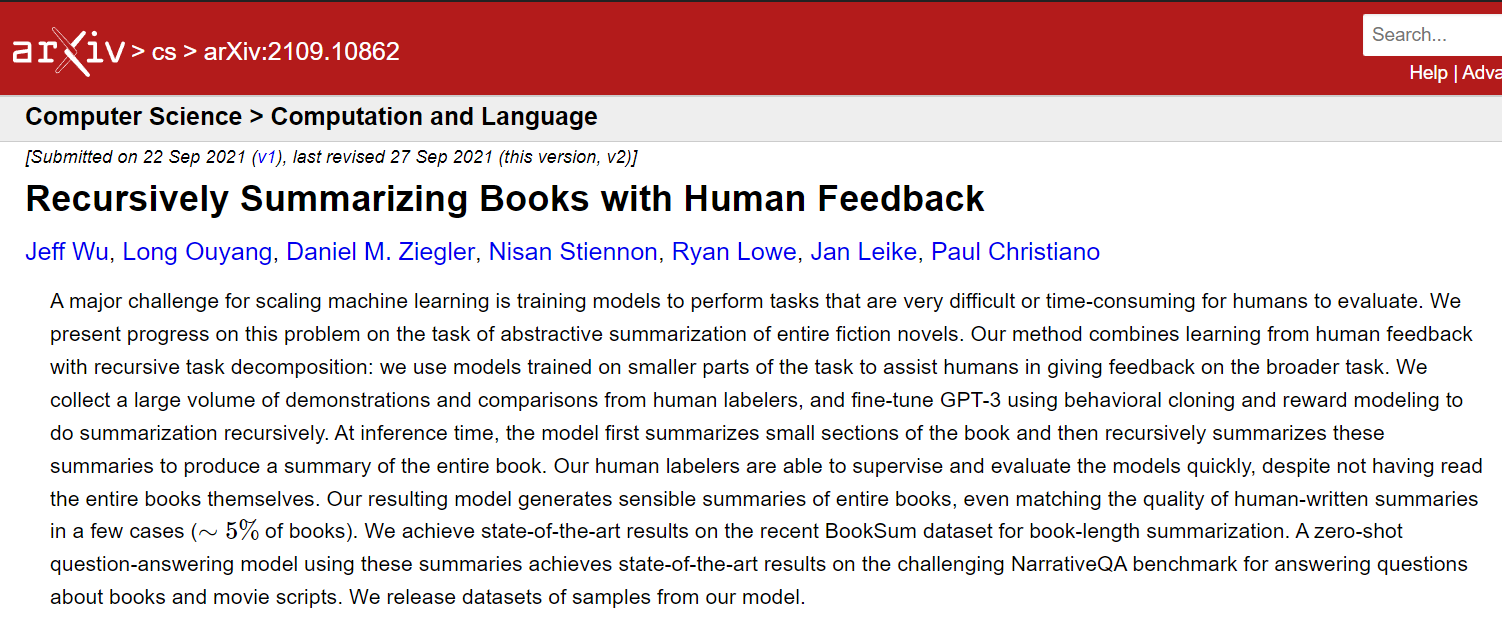 arXiv > cs > arXiv:2109.10862
Search...
Help | Adva
Computer Science > Computation and Language
[Submitted on 22 Sep 2021 (v1), last revised 27 Sep 2021 (this version, v2)]
Recursively Summarizing Books with Human Feedback
Jeff Wu, Long Ouyang, Daniel M. Ziegler, Nisan Stiennon, Ryan Lowe, Jan Leike, Paul Christiano
A major challenge for scaling machine learning is training models to perform tasks that are very difficult or time-consuming for humans to evaluate. We
present progress on this problem on the task of abstractive summarization of entire fiction novels. Our method combines learning from human feedback
with recursive task decomposition: we use models trained on smaller parts of the task to assist humans in giving feedback on the broader task. We
collect a large volume of demonstrations and comparisons from human labelers, and fine-tune GPT-3 using behavioral cloning and reward modeling to
do summarization recursively. At inference time, the model first summarizes small sections of the book and then recursively summarizes these
summaries to produce a summary of the entire book. Our human labelers are able to supervise and evaluate the models quickly, despite not having read
the entire books themselves. Our resulting model generates sensible summaries of entire books, even matching the quality of human-written summaries
in a few cases (∼ 5% of books). We achieve state-of-the-art results on the recent BookSum dataset for book-length summarization. A zero-shot
question-answering model using these summaries achieves state-of-the-art results on the challenging NarrativeQA benchmark for answering questions
about books and movie scripts. We release datasets of samples from our model.